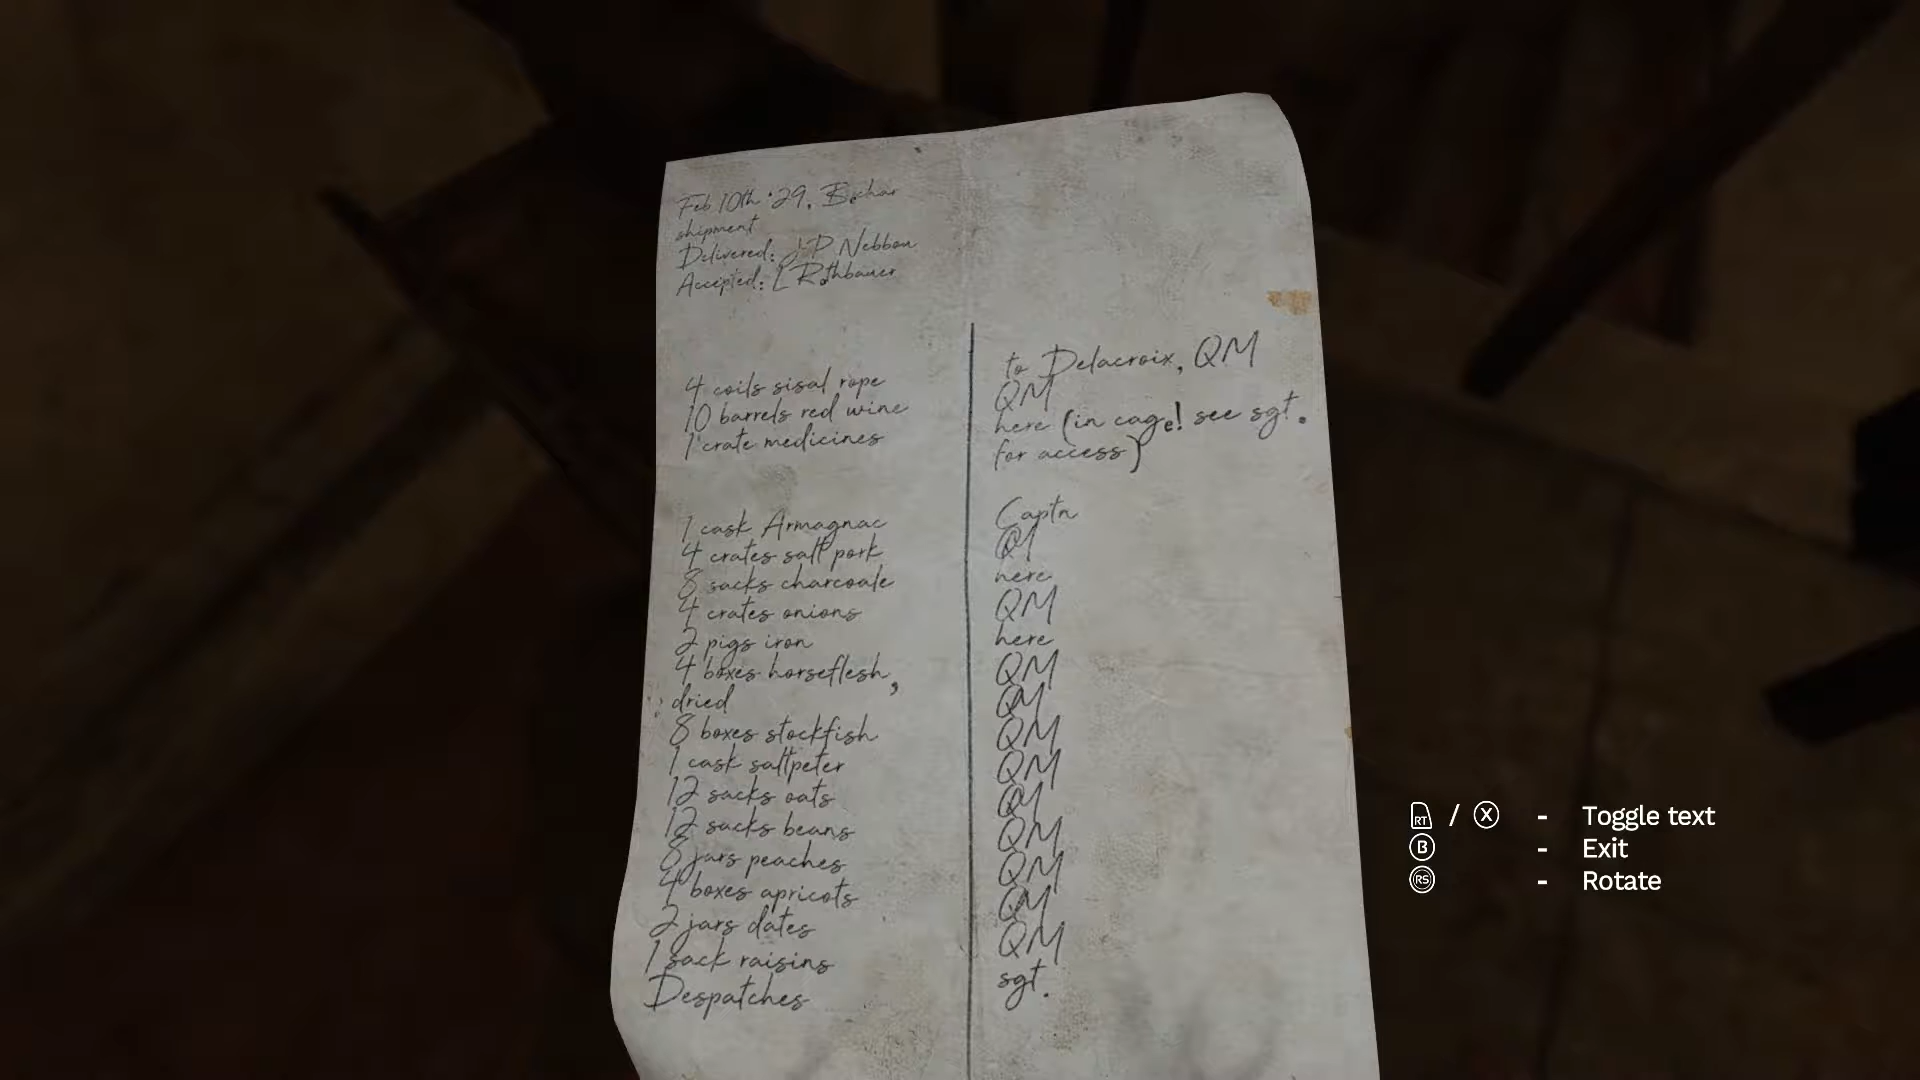 Feb 10th '29, Bechar
shipment
Delivered: J P Nebbou
Accepted: L Rothbauer
4 coils sisal rope
10 barrels red wine
1 crate medicines
1 cask Armagnac
4 crates salt pork
8 sacks charcoale
4 crates onions
2 pigs iron
4 boxes horseflesh,
dried
8 boxes stockfish
1 cask saltpeter
12 sacks oats
12 sacks beans
8 jars peaches
4 boxes apricots
2 jars dates
1 sack raisins
Despatches
to Delacroix, QM
QM
here (in cage! see sgt.
for access)
Captn
QM
here
QM
here
QM
QM
QM
QM
QM
QM
QM
QM
QM
sgt.
RT / X - Toggle text
B - Exit
RS - Rotate